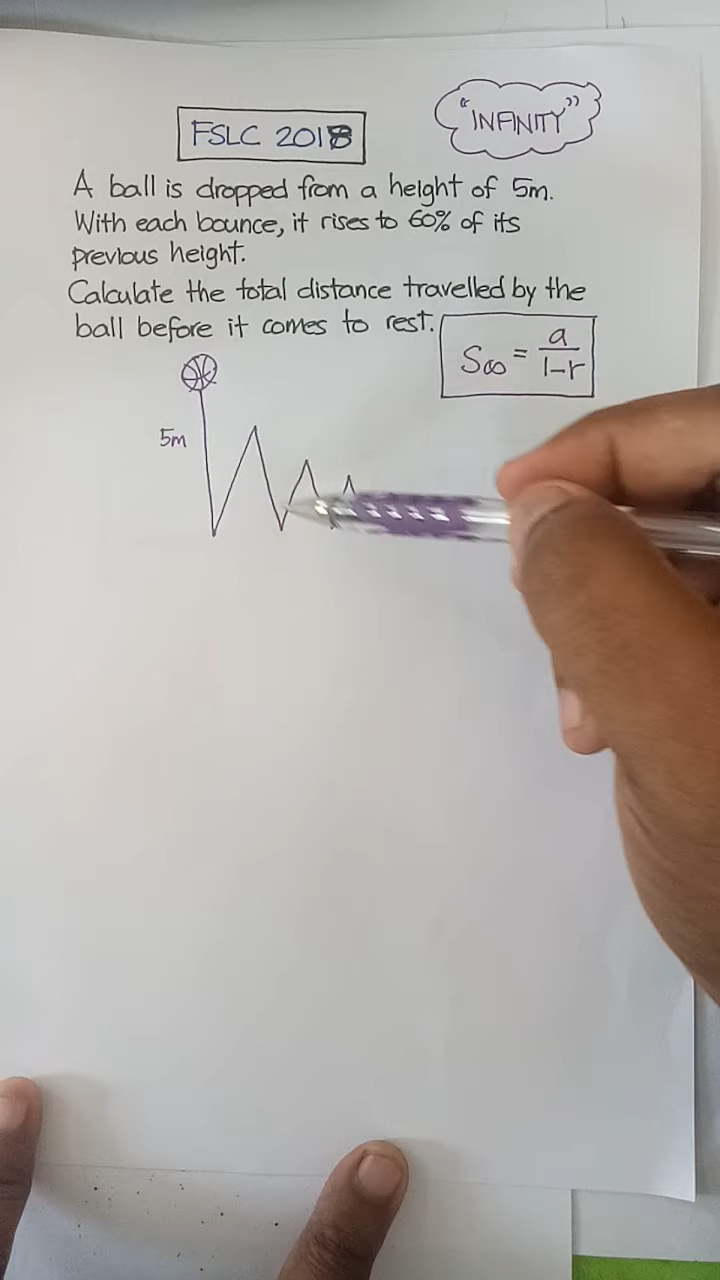 FSLC 2018
"INFINITY"
A ball is dropped from a height of 5m.
With each bounce, it rises to 60% of its
previous height.
Calculate the total distance travelled by the
ball before it comes to rest.
S∞ = a/1-r
5m